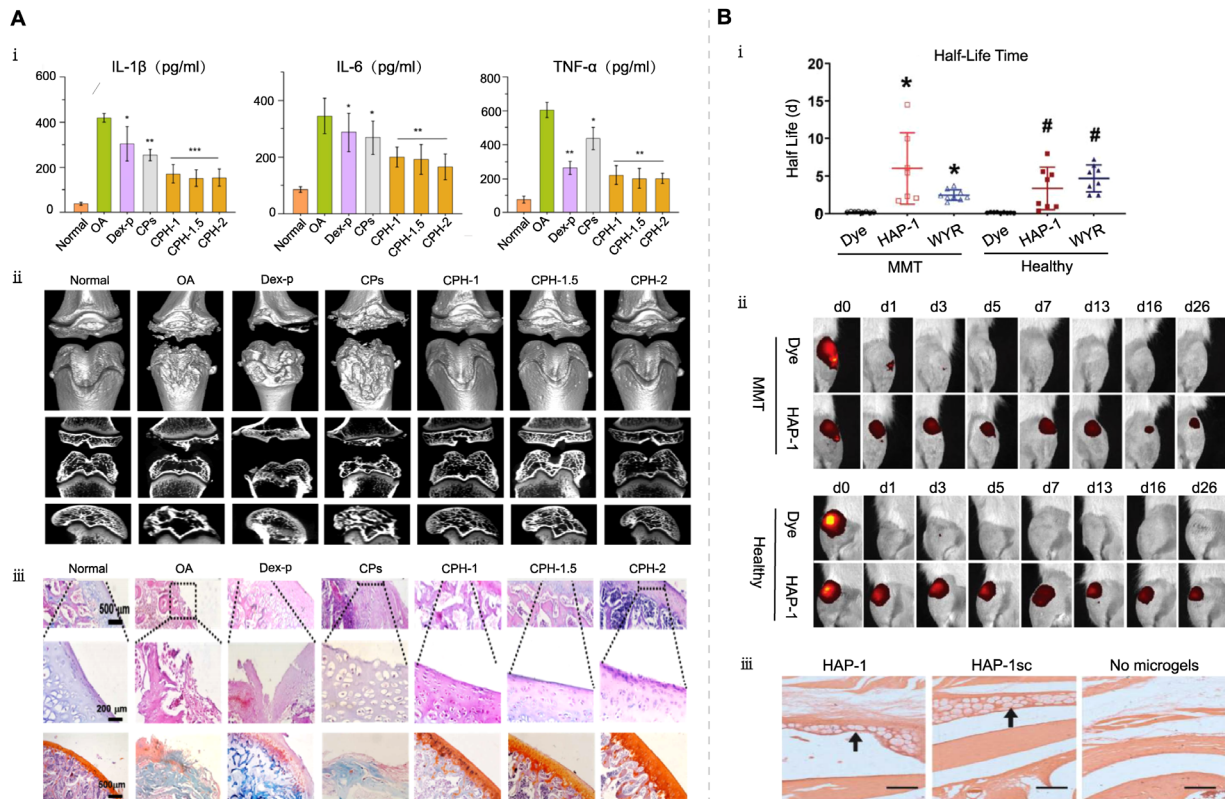 A
i
IL-1β (pg/ml)
600
400
200
0
Normal
OA
Dex-p
CPs
CPH-1
CPH-1.5
CPH-2
*
**
***
IL-6 (pg/ml)
400
200
0
Normal
OA
Dex-p
CPs
CPH-1
CPH-1.5
CPH-2
*
*
**
TNF-α (pg/ml)
800
600
400
200
0
Normal
OA
Dex-p
CPs
CPH-1
CPH-1.5
CPH-2
**
*
**
ii
Normal OA Dex-p CPs CPH-1 CPH-1.5 CPH-2
iii
Normal OA Dex-p CPs CPH-1 CPH-1.5 CPH-2
500 μm
200 μm
500μm
B
i
Half-Life Time
Half Life (d)
20
15
10
5
0
* * # #
Dye HAP-1 WYR Dye HAP-1 WYR
MMT Healthy
ii
d0 d1 d3 d5 d7 d13 d16 d26
MMT
Dye
HAP-1
d0 d1 d3 d5 d7 d13 d16 d26
Healthy
Dye
HAP-1
iii
HAP-1 HAP-1sc No microgels